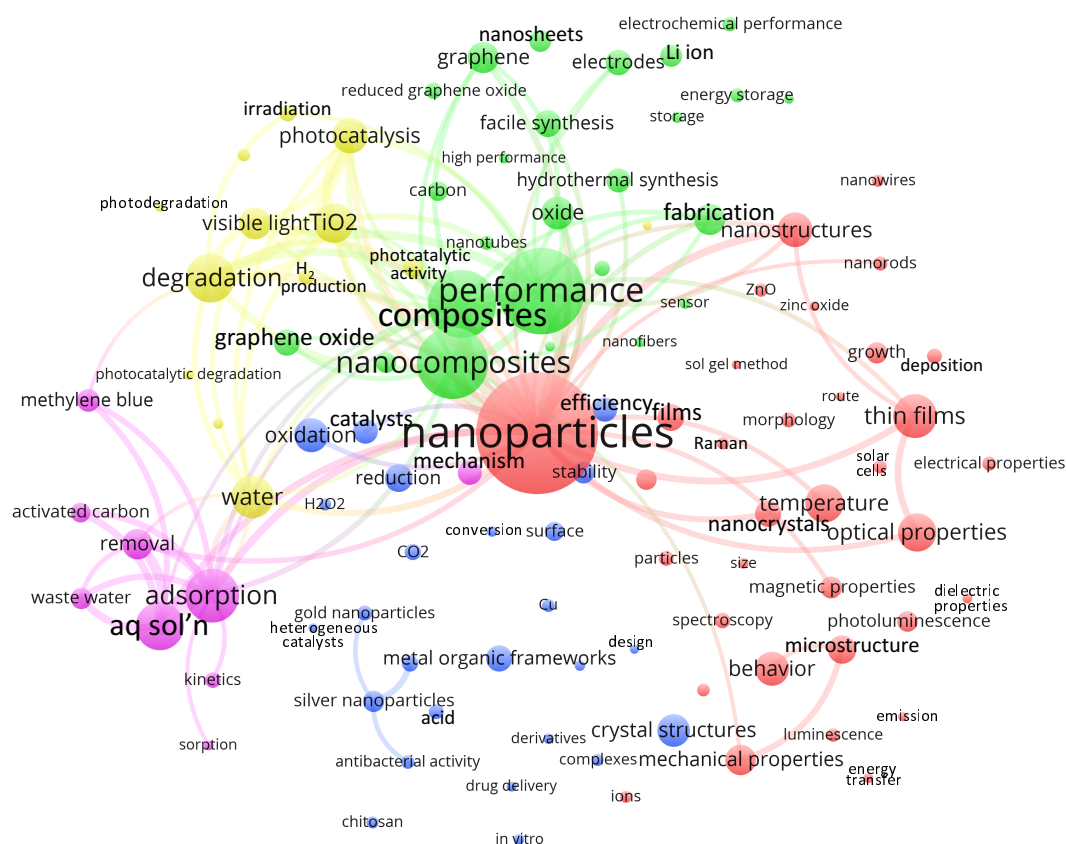 electrochemical performance
nanosheets
graphene
electrodes
Li ion
reduced graphene oxide
energy storage
irradiation
storage
photocatalysis
facile synthesis
high performance
carbon
hydrothermal synthesis
nanowires
photodegradation
visible light
TiO2
oxide
fabrication
nanostructures
nanotubes
photcatalytic
activity
nanorods
degradation
H2
production
performance
composites
ZnO
sensor
zinc oxide
graphene oxide
nanofibers
nanocomposites
growth
deposition
sol gel method
photocatalytic degradation
methylene blue
efficiency
films
route
thin films
catalysts
oxidation
nanoparticles
morphology
Raman
mechanism
solar
cells
electrical properties
reduction
stability
water
H2O2
temperature
nanocrystals
activated carbon
conversion
surface
optical properties
removal
CO2
particles
size
waste water
adsorption
magnetic properties
dielectric
properties
aq sol’n
gold nanoparticles
Cu
heterogeneous
catalysts
spectroscopy
photoluminescence
design
microstructure
metal organic frameworks
behavior
kinetics
silver nanoparticles
acid
emission
sorption
derivatives
crystal structures
luminescence
antibacterial activity
complexes
mechanical properties
energy
transfer
drug delivery
ions
chitosan
in vitro